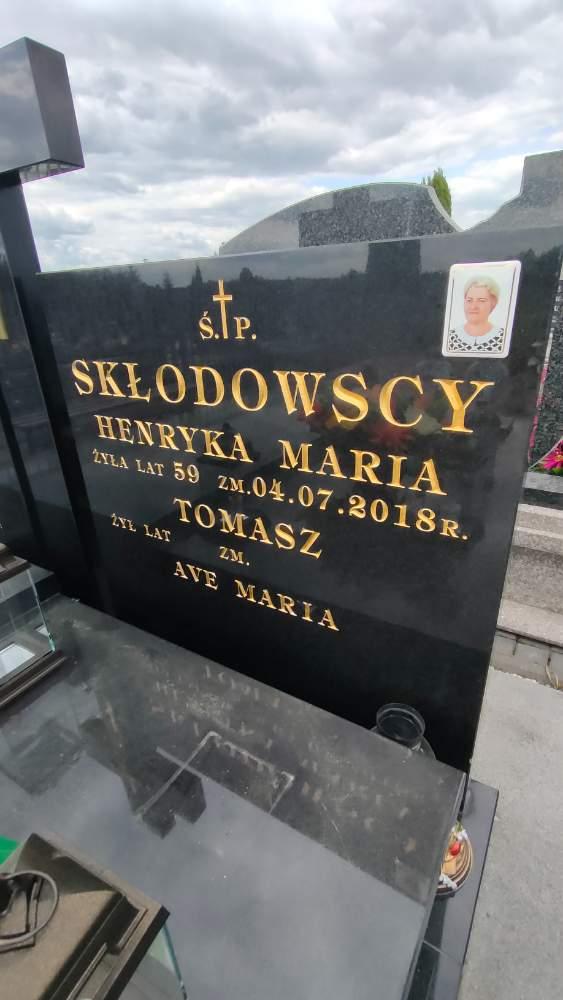 Ś.†P.
SKŁODOWSCY
HENRYKA MARIA
ŻYŁA LAT 59 ZM.04.07.2018R.
TOMASZ
ŻYŁ LAT ZM.
AVE MARIA